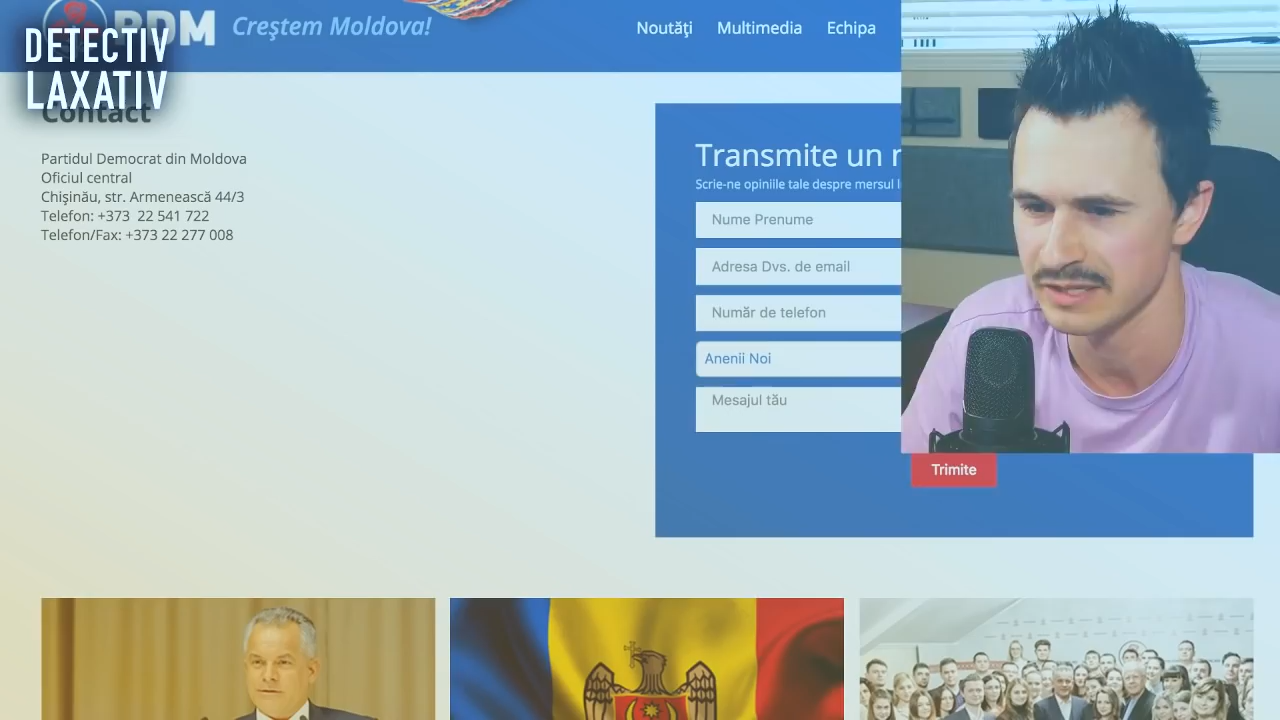 PDM
Creştem Moldova!
Noutăţi
Multimedia
Echipa
DETECTIV
LAXATIV
Contact
Partidul Democrat din Moldova
Oficiul central
Chişinău, str. Armenească 44/3
Telefon: +373 22 541 722
Telefon/Fax: +373 22 277 008
Transmite un
Scrie-ne opiniile tale despre mersul
Nume Prenume
Adresa Dvs. de email
Număr de telefon
Anenii Noi
Mesajul tău
Trimite